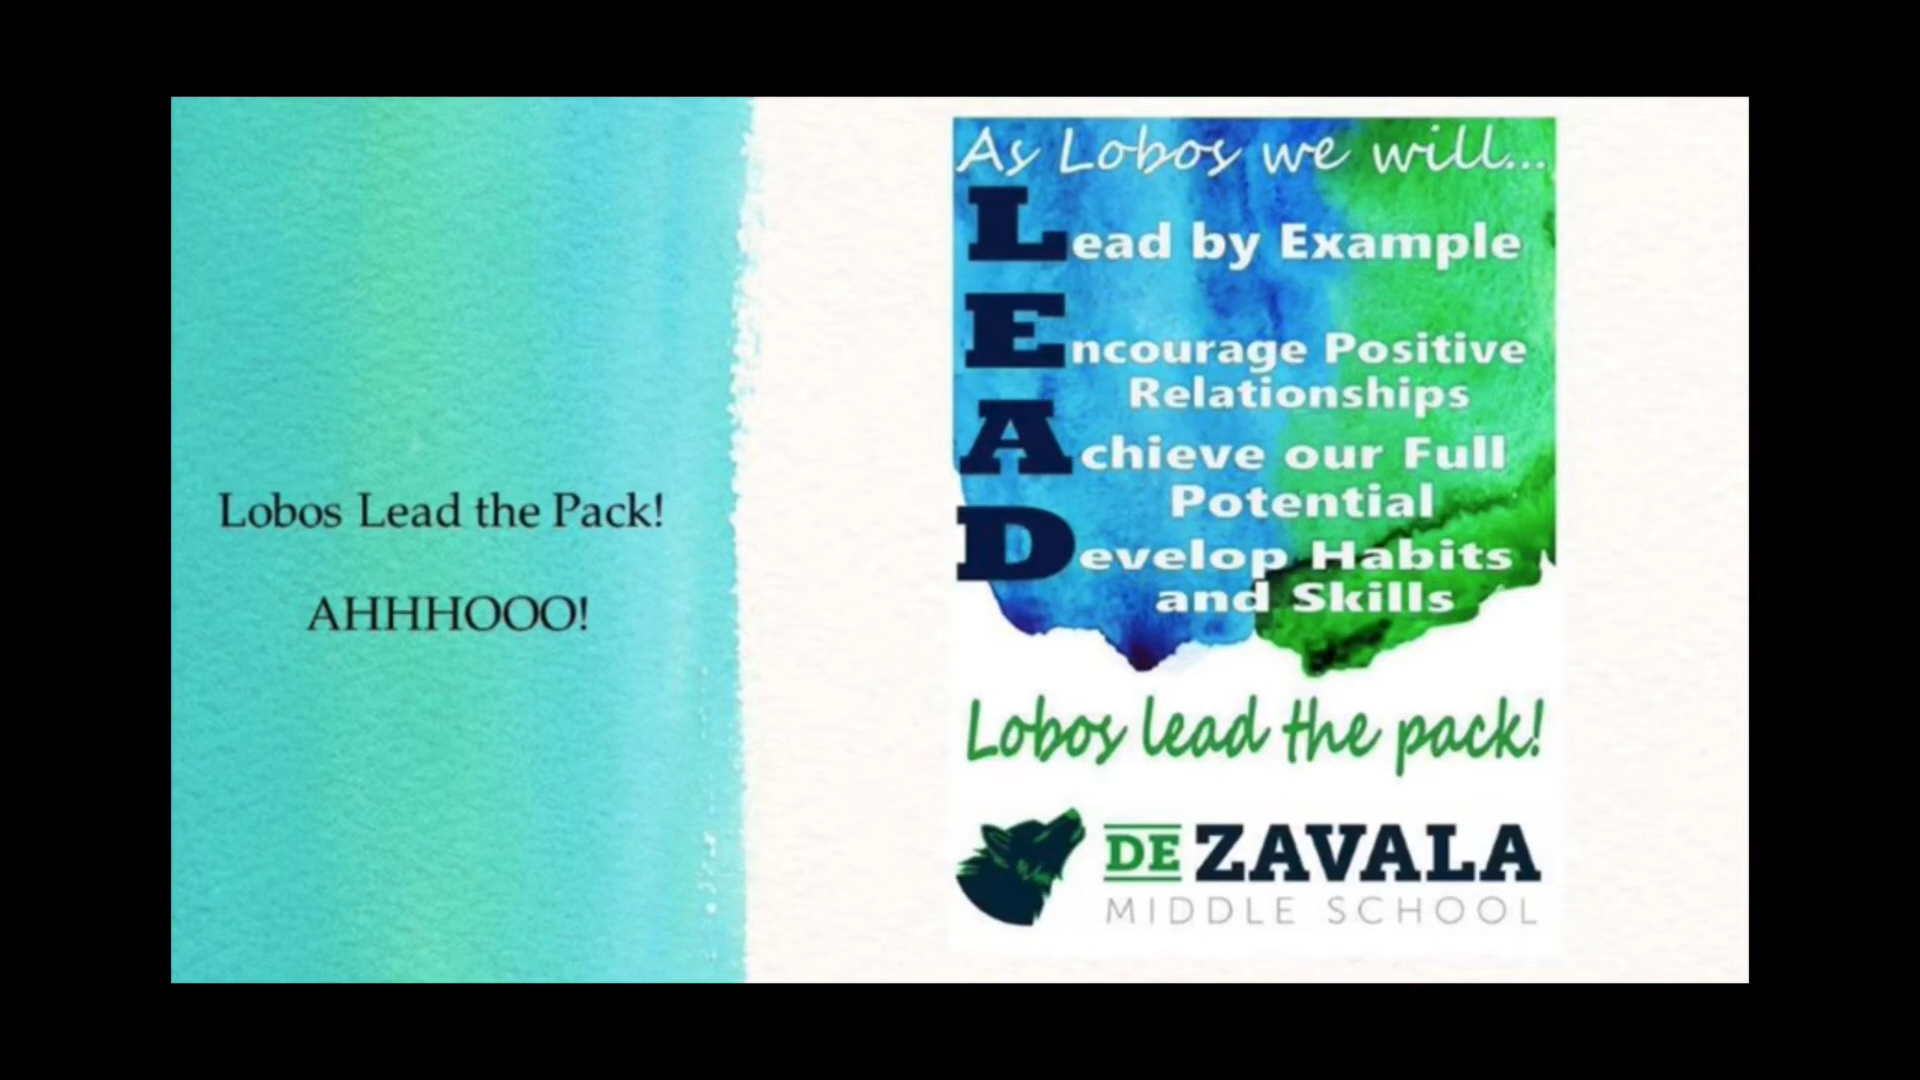 Lobos Lead the Pack!
AHHHOOO!
As Lobos we will...
Lead by Example
Encourage Positive
Relationships
Achieve our Full
Potential
Develop Habits
and Skills
Lobos lead the pack!
DE ZAVALA
MIDDLE SCHOOL